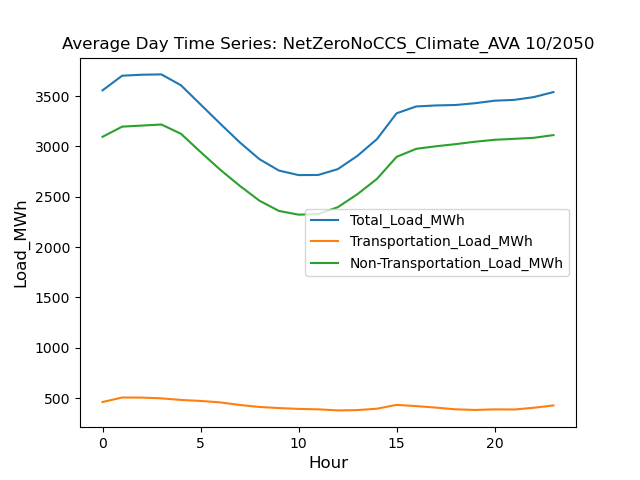 Average Day Time Series: NetZeroNoCCS_Climate_AVA 10/2050
Load_MWh
3500
3000
2500
2000
1500
1000
500
Total_Load_MWh
Transportation_Load_MWh
Non-Transportation_Load_MWh
0 5 10 15 20
Hour